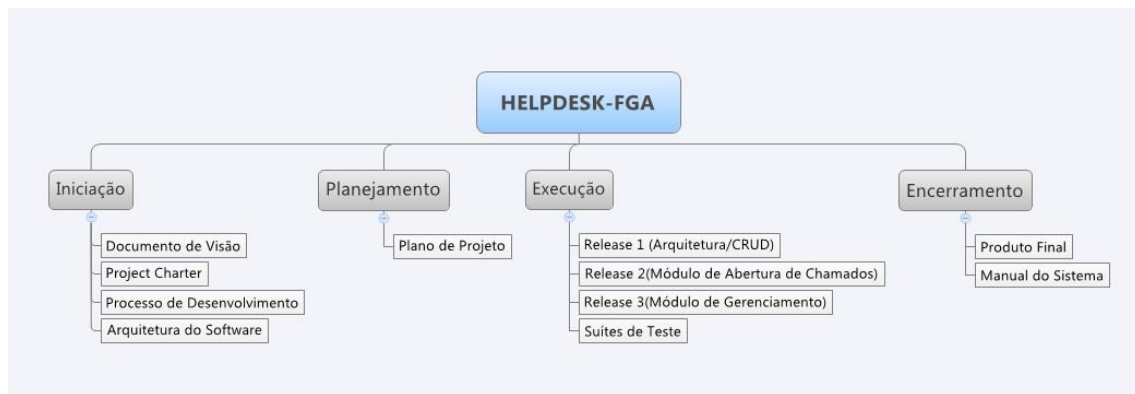 HELPDESK-FGA
Iniciação
Documento de Visão
Project Charter
Processo de Desenvolvimento
Arquitetura do Software
Planejamento
Plano de Projeto
Execução
Release 1 (Arquitetura/CRUD)
Release 2(Módulo de Abertura de Chamados)
Release 3(Módulo de Gerenciamento)
Suítes de Teste
Encerramento
Produto Final
Manual do Sistema